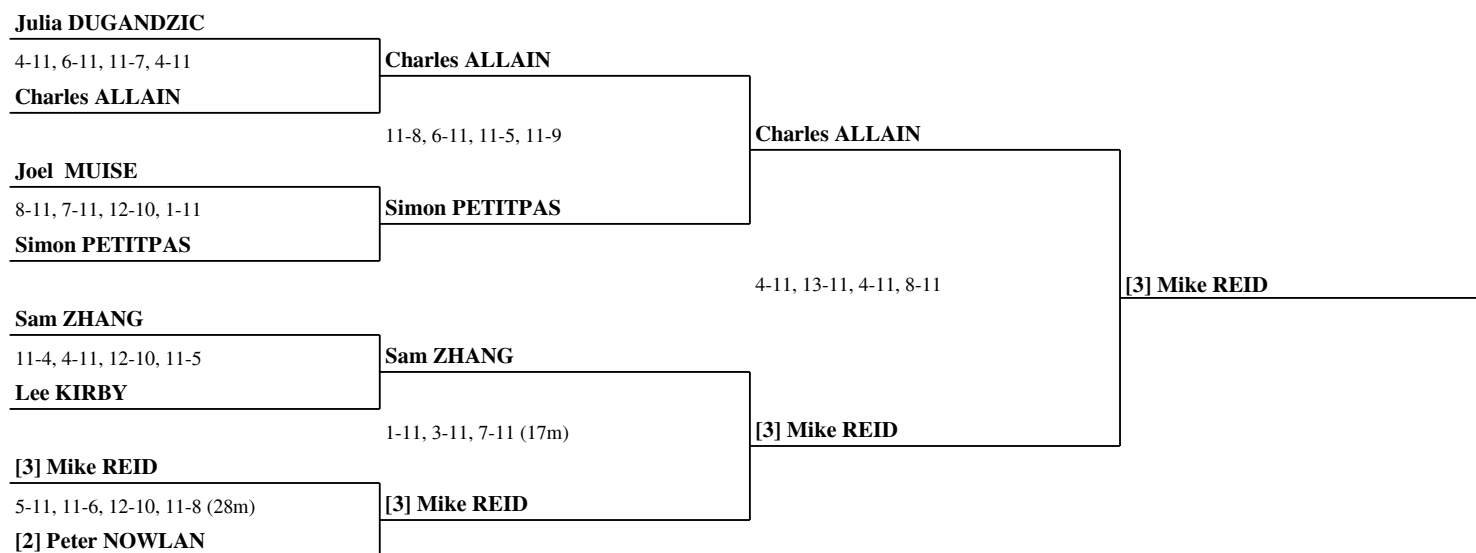 Julia DUGANDZIC
4-11, 6-11, 11-7, 4-11
Charles ALLAIN
Charles ALLAIN
11-8, 6-11, 11-5, 11-9
Charles ALLAIN
Joel  MUISE
8-11, 7-11, 12-10, 1-11
Simon PETITPAS
Simon PETITPAS
4-11, 13-11, 4-11, 8-11
[3] Mike REID
Sam ZHANG
11-4, 4-11, 12-10, 11-5
Lee KIRBY
Sam ZHANG
1-11, 3-11, 7-11 (17m)
[3] Mike REID
[3] Mike REID
5-11, 11-6, 12-10, 11-8 (28m)
[2] Peter NOWLAN
[3] Mike REID